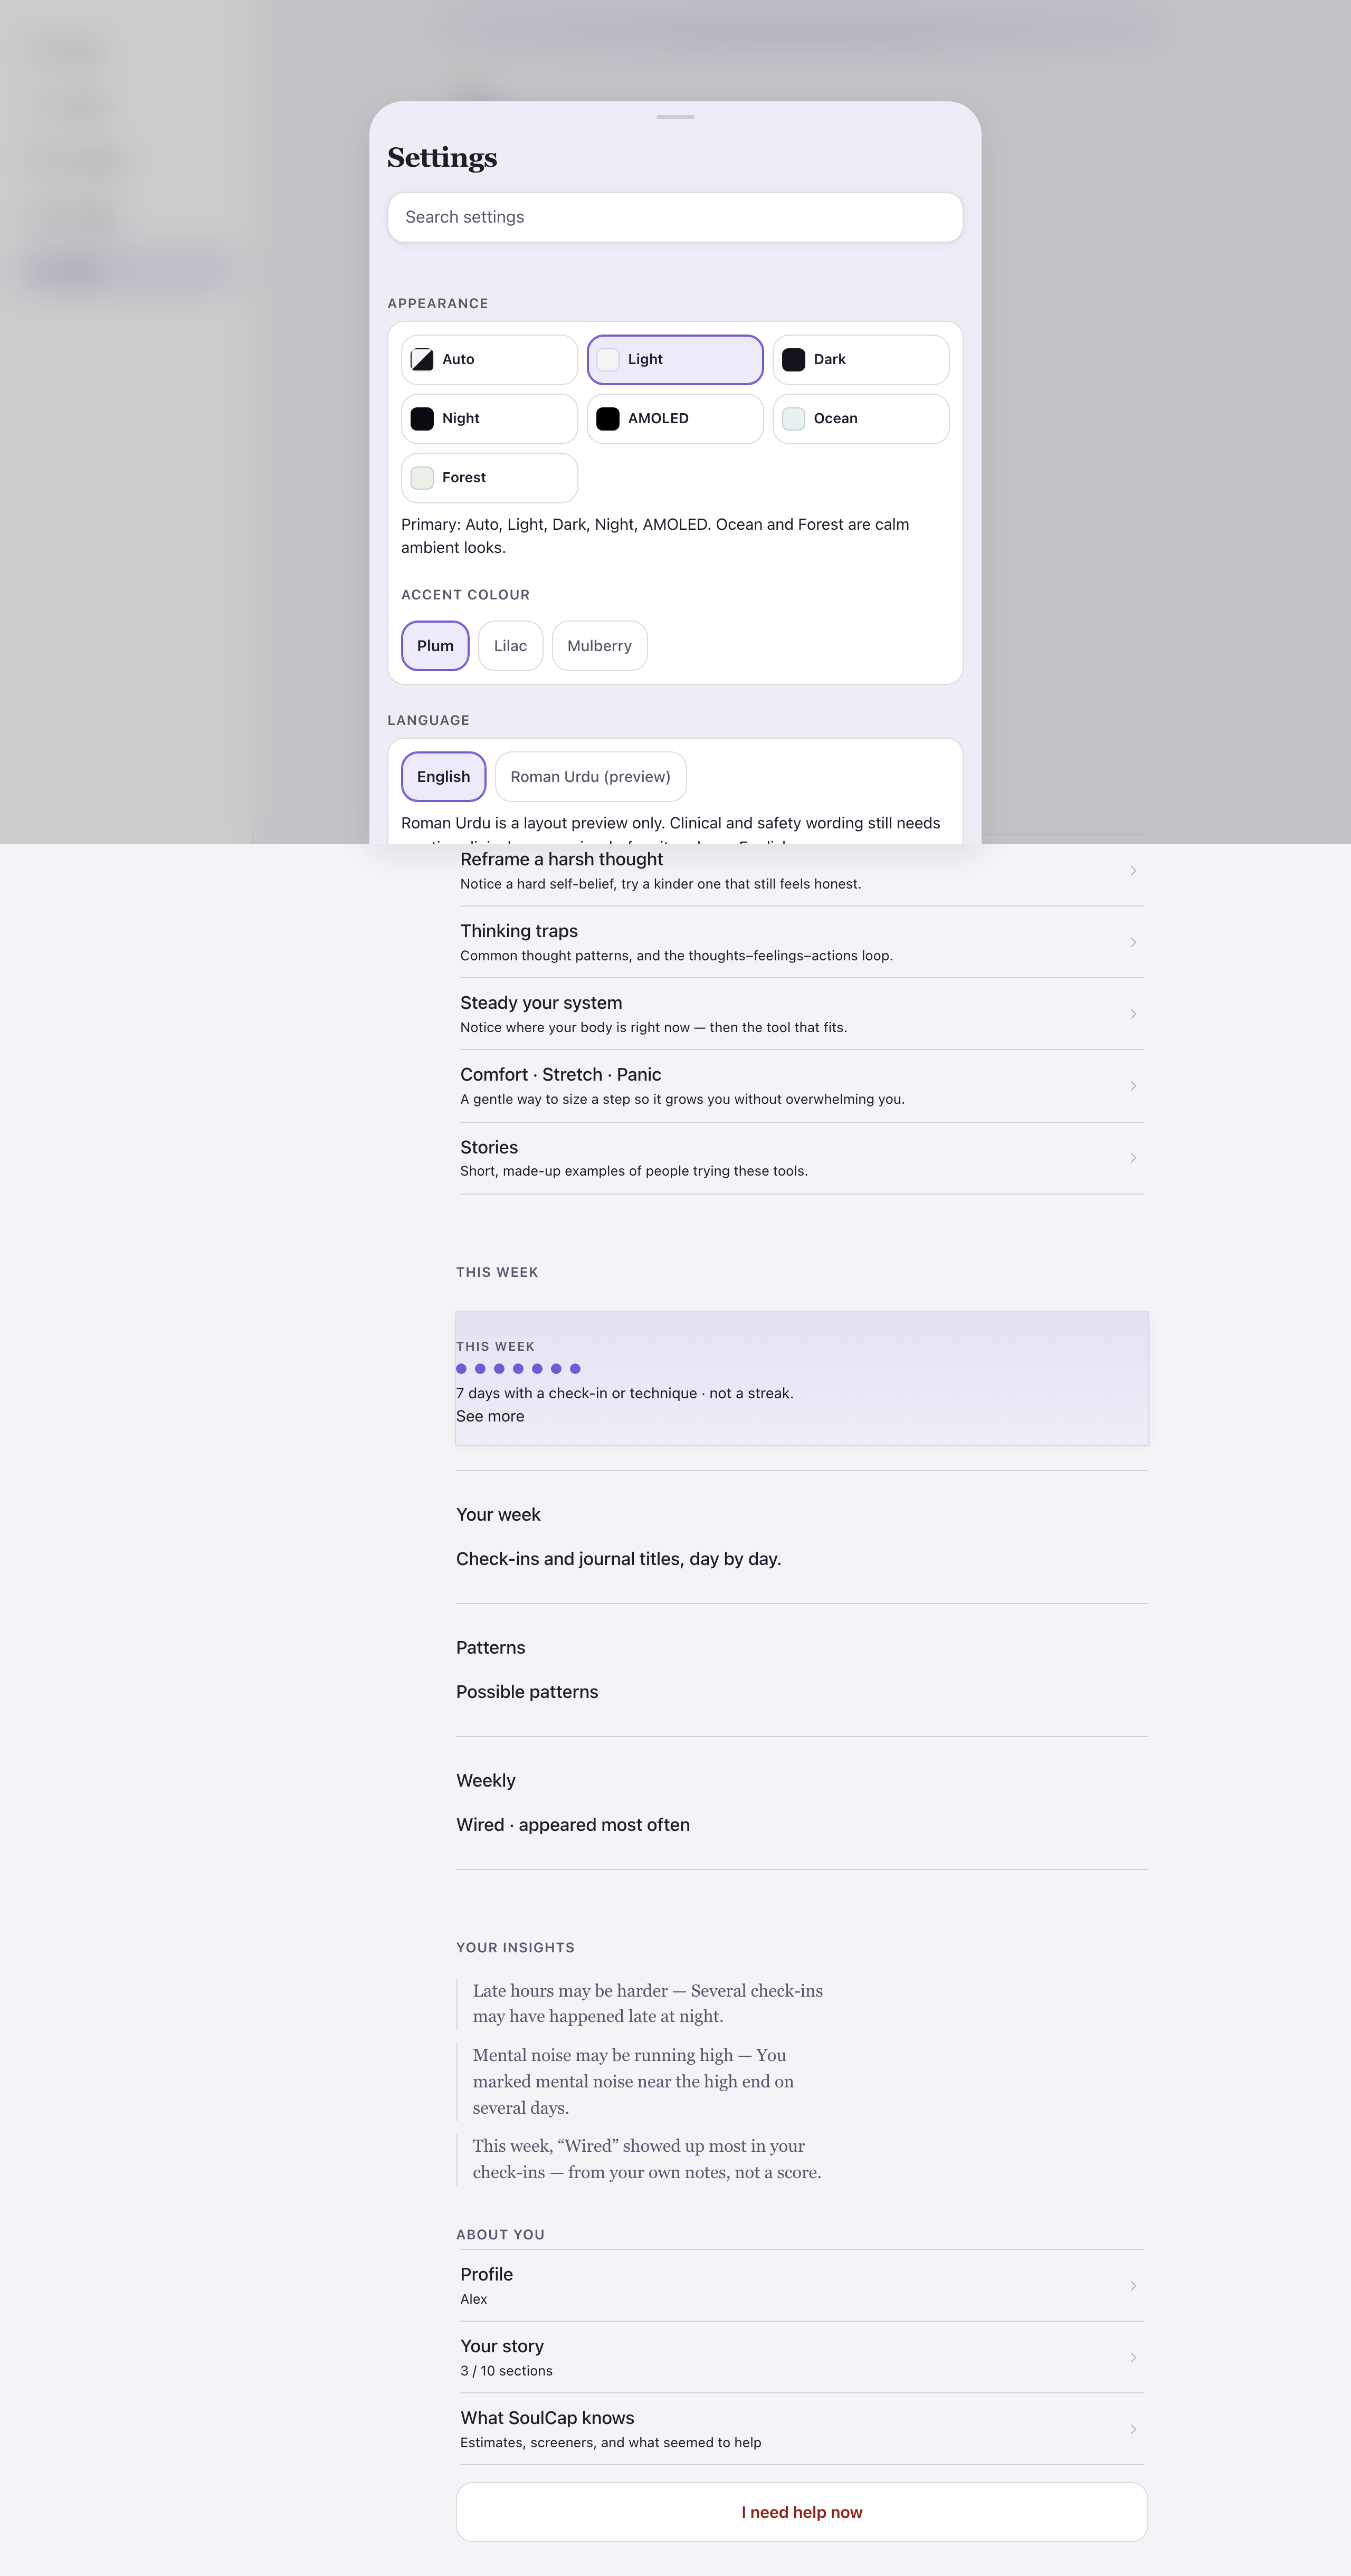 Settings
Search settings
APPEARANCE
Auto
Light
Dark
Night
AMOLED
Ocean
Forest
Primary: Auto, Light, Dark, Night, AMOLED. Ocean and Forest are calm
ambient looks.
ACCENT COLOUR
Plum
Lilac
Mulberry
LANGUAGE
English
Roman Urdu (preview)
Roman Urdu is a layout preview only. Clinical and safety wording still needs
Reframe a harsh thought
Notice a hard self-belief, try a kinder one that still feels honest.
Thinking traps
Common thought patterns, and the thoughts–feelings–actions loop.
Steady your system
Notice where your body is right now — then the tool that fits.
Comfort · Stretch · Panic
A gentle way to size a step so it grows you without overwhelming you.
Stories
Short, made-up examples of people trying these tools.
THIS WEEK
THIS WEEK
7 days with a check-in or technique · not a streak.
See more
Your week
Check-ins and journal titles, day by day.
Patterns
Possible patterns
Weekly
Wired · appeared most often
YOUR INSIGHTS
Late hours may be harder — Several check-ins
may have happened late at night.
Mental noise may be running high — You
marked mental noise near the high end on
several days.
This week, “Wired” showed up most in your
check-ins — from your own notes, not a score.
ABOUT YOU
Profile
Alex
Your story
3 / 10 sections
What SoulCap knows
Estimates, screeners, and what seemed to help
I need help now